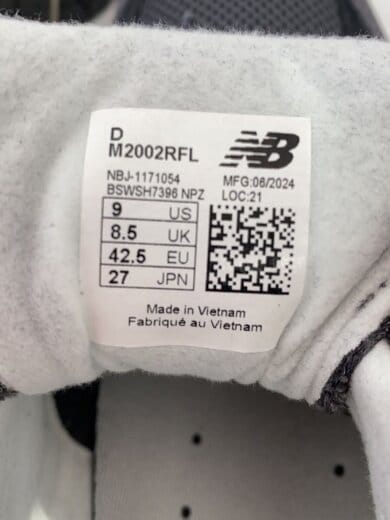 D
M2002RFL
NB
NBJ-1171054
BSWSH7396 NPZ
MFG:06/2024
LOC:21
9 US
8.5 UK
42.5 EU
27 JPN
Made in Vietnam
Fabriqué au Vietnam